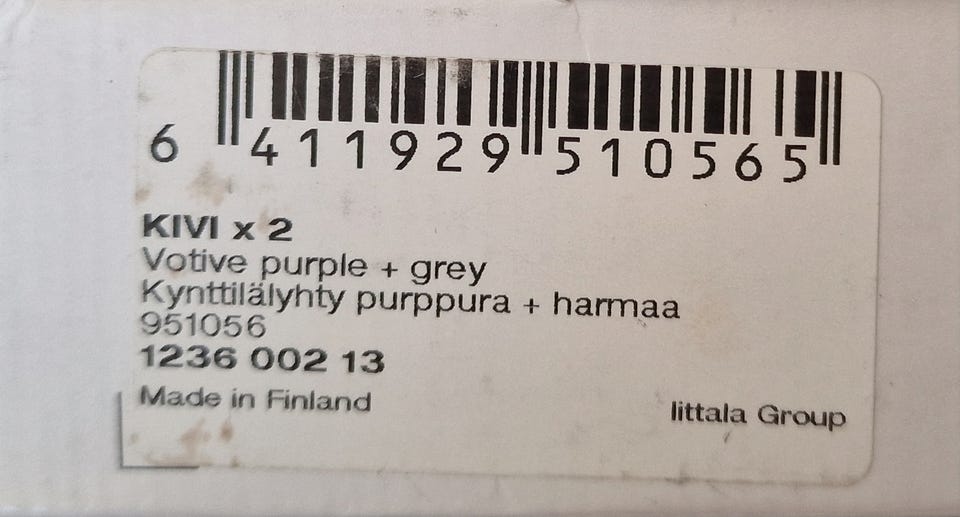 6 411929 510565
KIVI x 2
Votive purple + grey
Kynttilälyhty purppura + harmaa
951056
1236 002 13
Made in Finland
Iittala Group